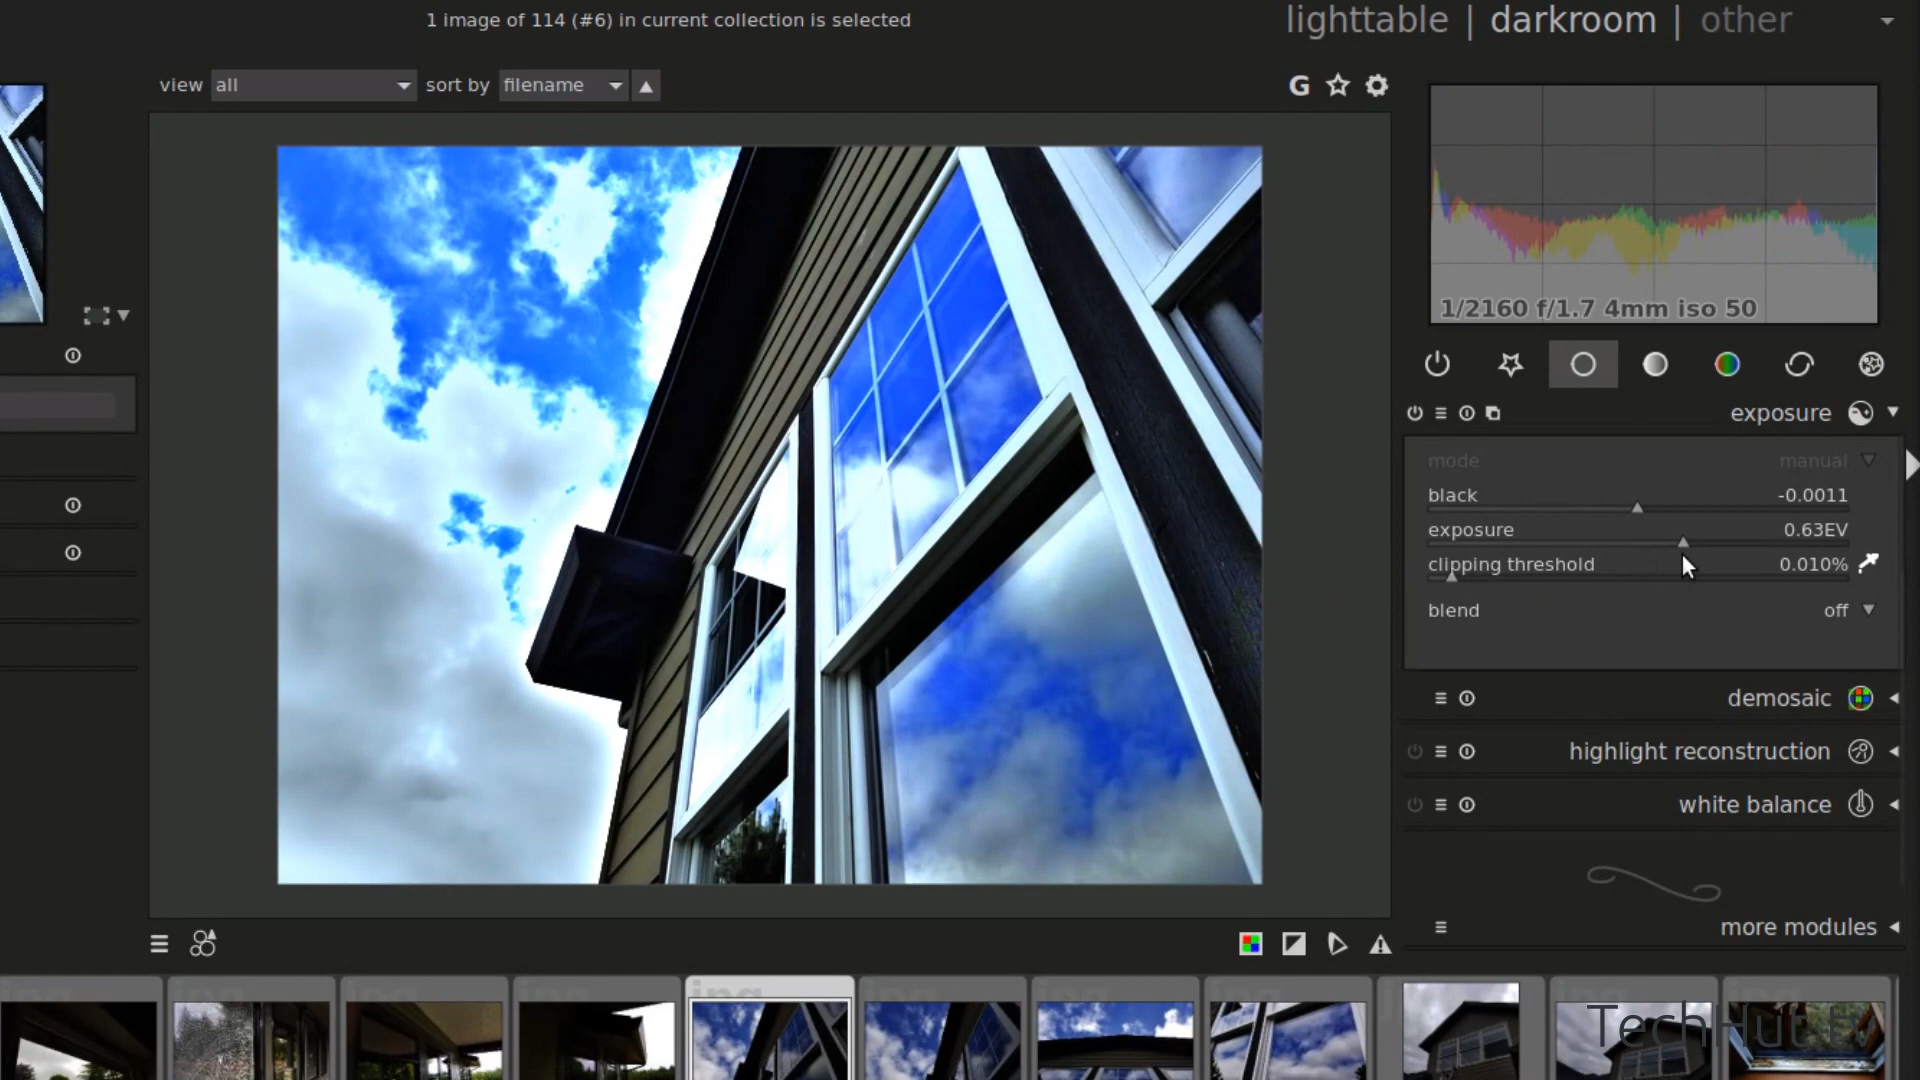 1 image of 114 (#6) in current collection is selected
lighttable | darkroom | other
view all sort by filename
G
1/2160 f/1.7 4mm iso 50
exposure
mode manual
black -0.0011
exposure 0.63EV
clipping threshold 0.010%
blend off
demosaic
highlight reconstruction
white balance
more modules
TechHut.tv